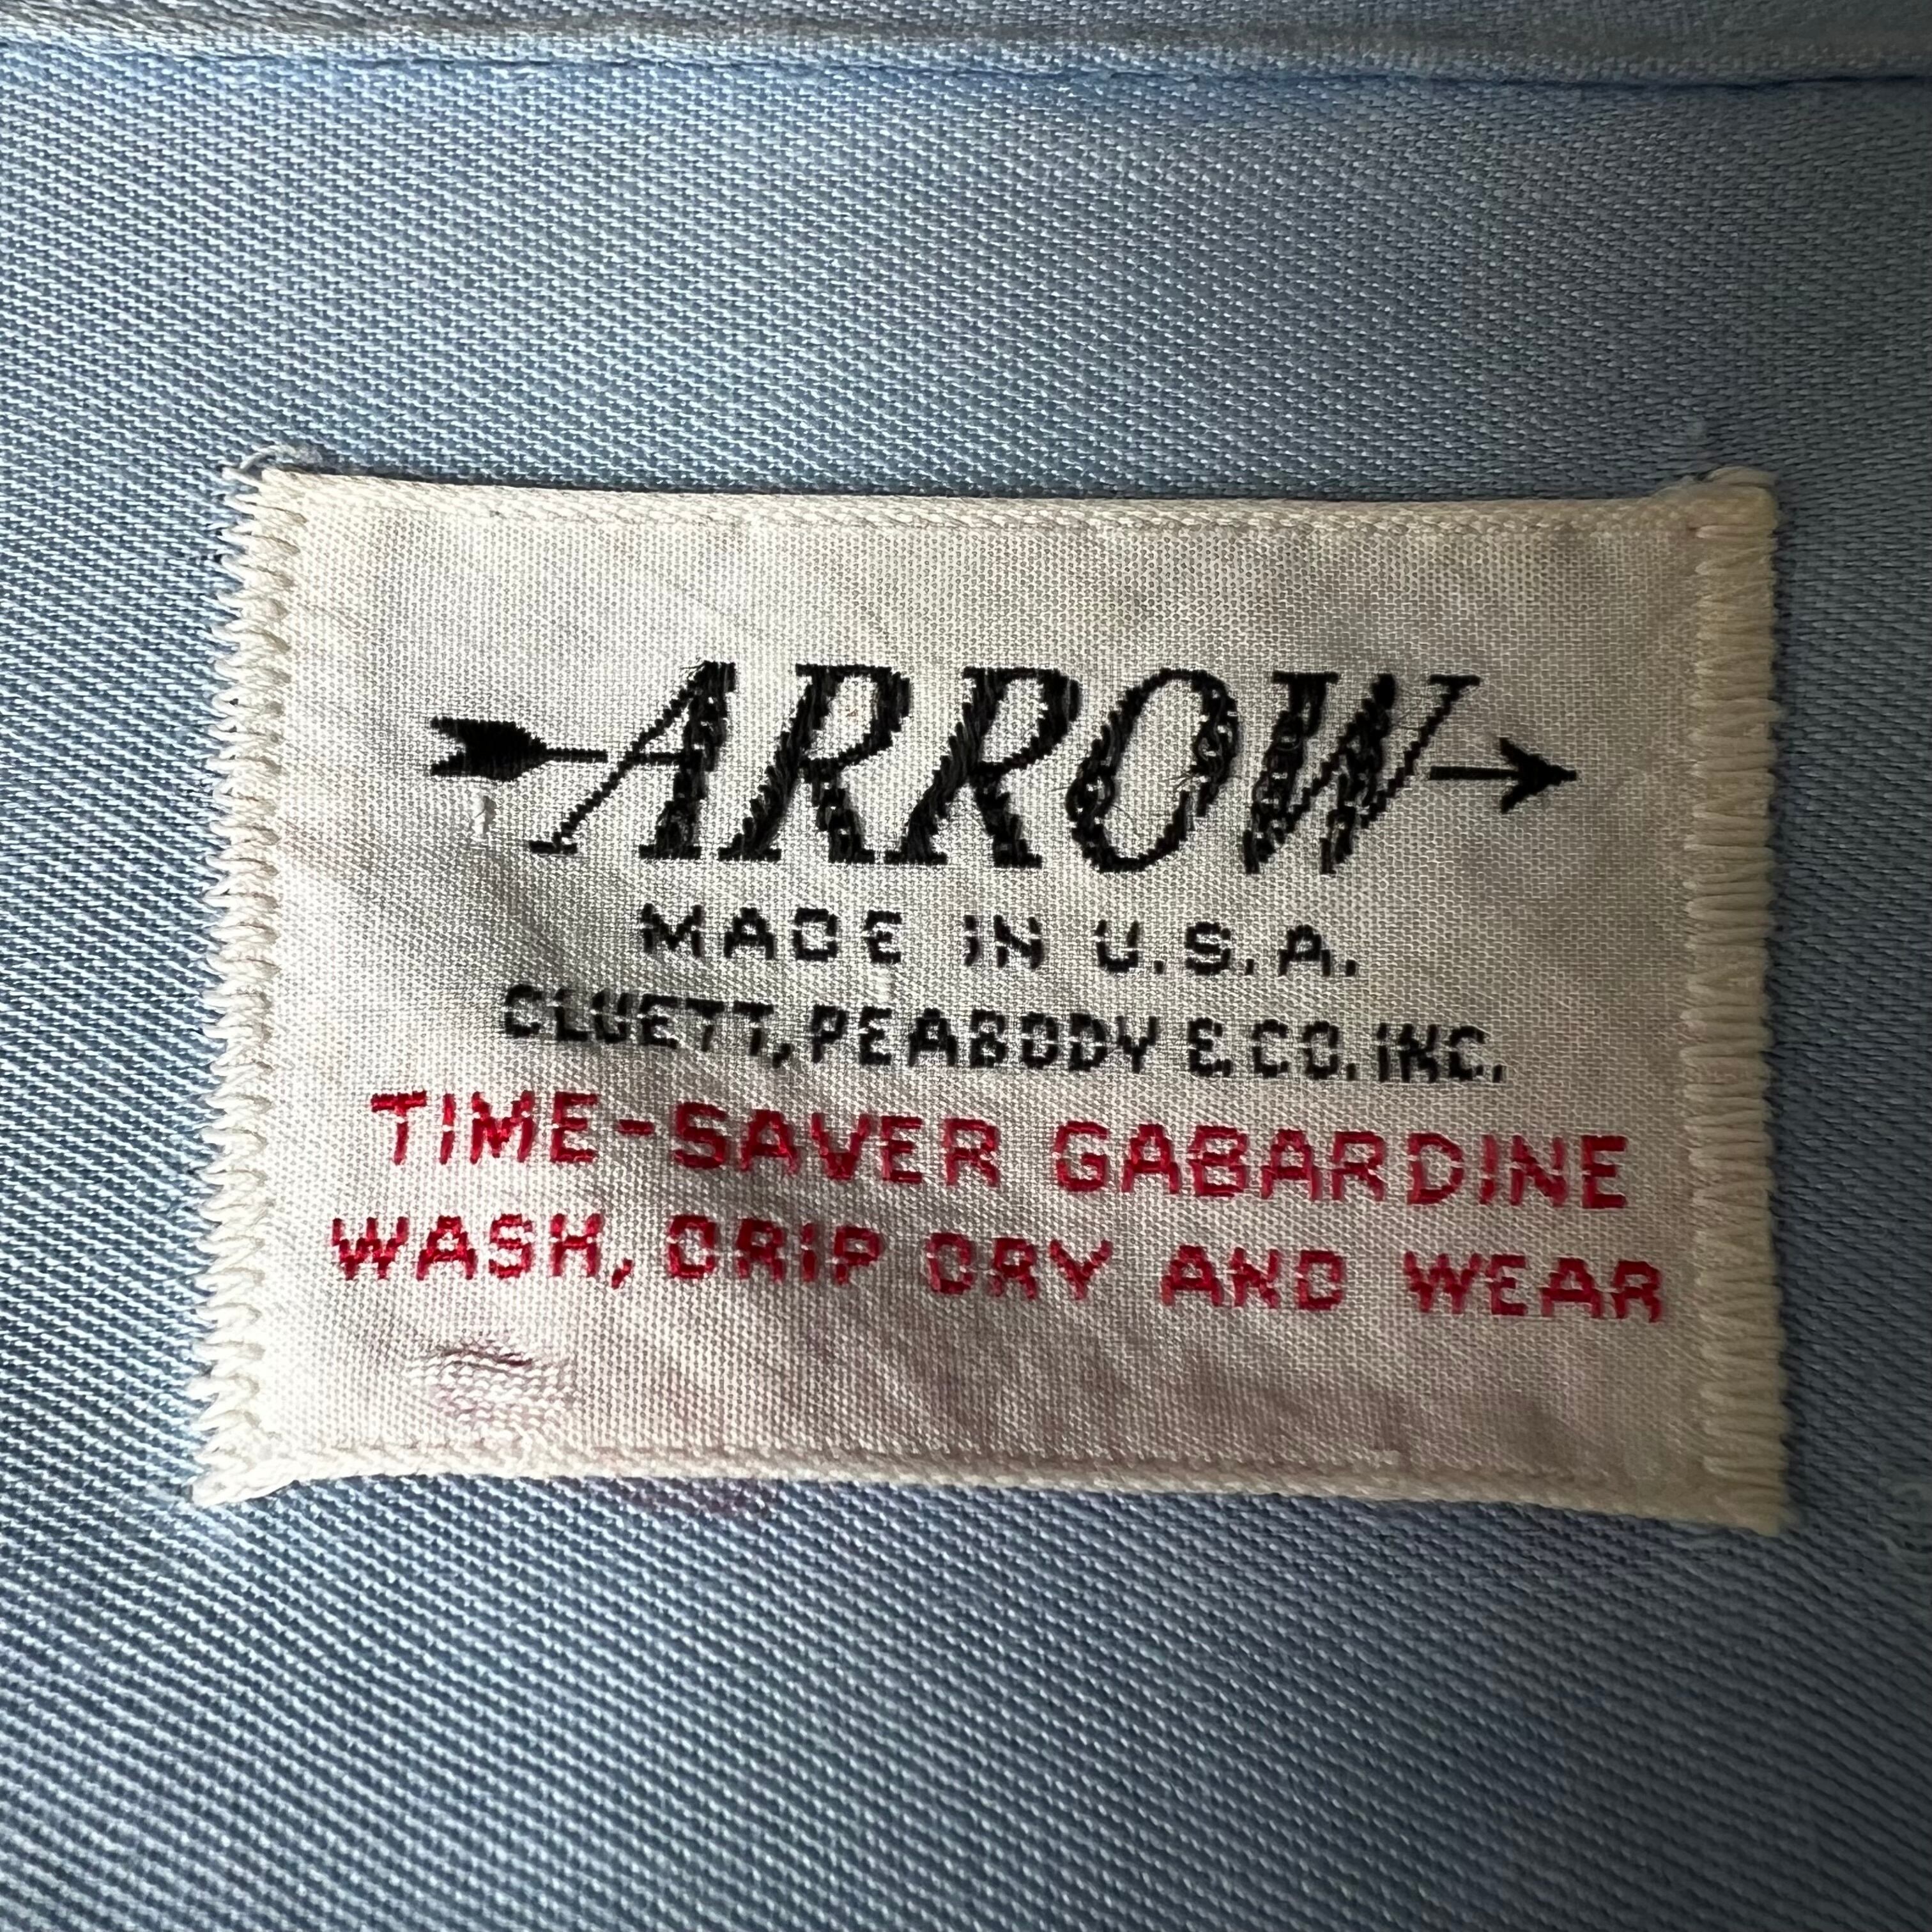 ARROW
MADE IN U.S.A.
CLUETT, PEABODY & CO. INC.
TIME-SAVER GABARDINE
WASH, DRIP DRY AND WEAR